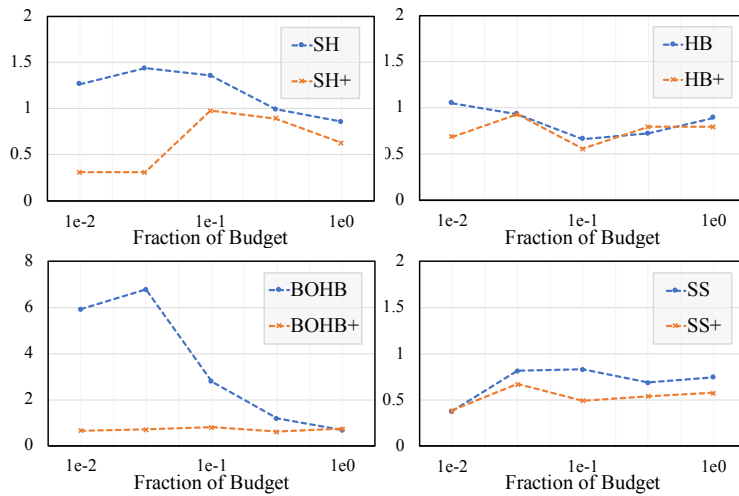 2
1.5
1
0.5
0
SH
SH+
1e-2
1e-1
1e0
Fraction of Budget
2
1.5
1
0.5
0
HB
HB+
1e-2
1e-1
1e0
Fraction of Budget
8
6
4
2
0
BOHB
BOHB+
1e-2
1e-1
1e0
Fraction of Budget
2
1.5
1
0.5
0
SS
SS+
1e-2
1e-1
1e0
Fraction of Budget